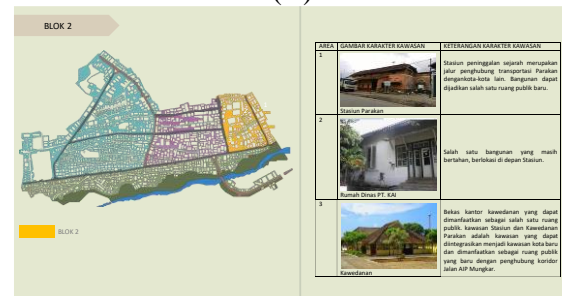 BLOK 2
BLOK 2
AREA GAMBAR KARAKTER KAWASAN KETERANGAN KARAKTER KAWASAN
1
Stasiun Parakan
Stasiun peninggalan sejarah merupakan
jalur penghubung transportasi Parakan
dengankota-kota lain. Bangunan dapat
dijadikan salah satu ruang publik baru.
2
Rumah Dinas PT. KAI
Salah satu bangunan yang masih
bertahan, berlokasi di depan Stasiun.
3
Kawedanan
Bekas kantor kawedanan yang dapat
dimanfaatkan sebagai salah satu ruang
publik. kawasan Stasiun dan Kawedanan
Parakan adalah kawasan yang dapat
diintegrasikan menjadi kawasan kota baru
dan dimanfaatkan sebagai ruang publik
yang baru dengan penghubung koridor
Jalan AIP Mungkar.